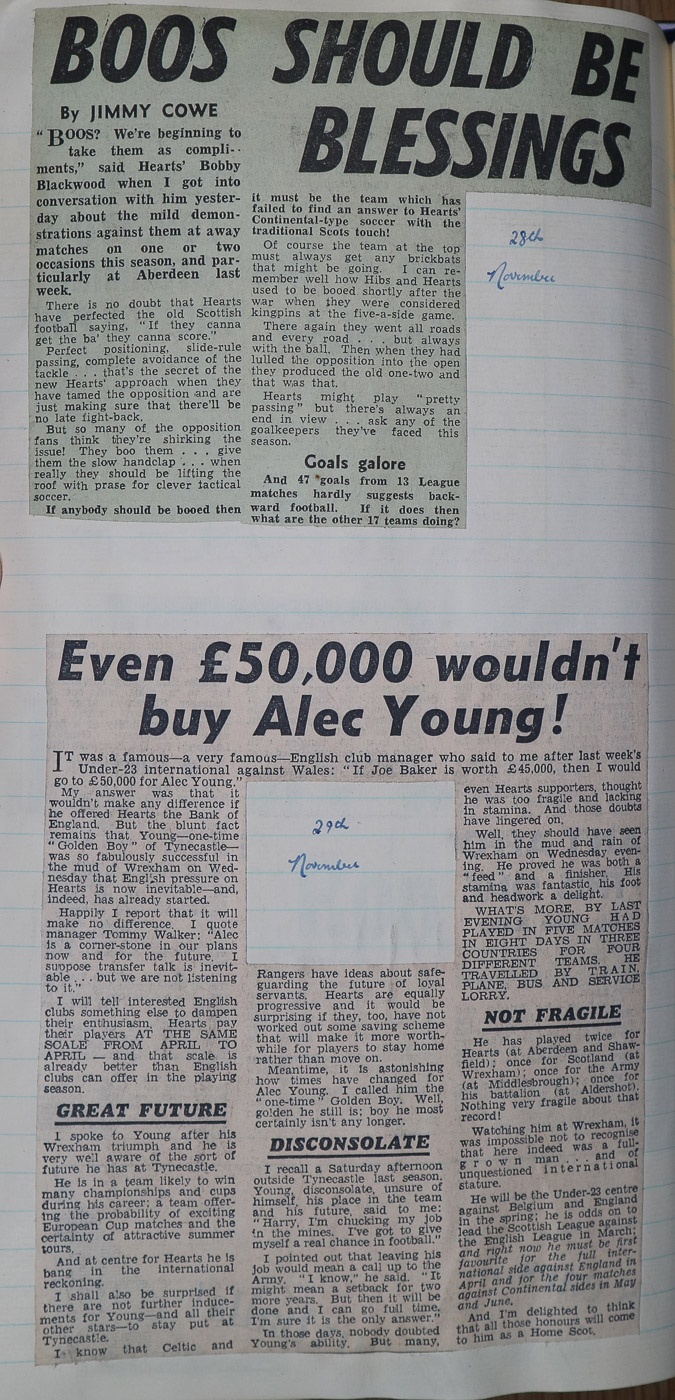 BOOS SHOULD BE
BLESSINGS
By JIMMY COWE
"BOOS? We're beginning to
take them as compli-
ments," said Hearts' Bobby
Blackwood when I got into
conversation with him yester-
day about the mild demon-
strations against them at away
matches on one or two
occasions this season, and par-
ticularly at Aberdeen last
week.
There is no doubt that Hearts
have perfected the old Scottish
football saying, "If they canna
get the ba' they canna score."
Perfect positioning, slide-rule
passing, complete avoidance of the
tackle . . . that's the secret of the
new Hearts' approach when they
have tamed the opposition and are
just making sure that there'll be
no late fight-back.
But so many of the opposition
fans think they're shirking the
issue! They boo them . . . give
them the slow handclap . . . when
really they should be lifting the
roof with prase for clever tactical
soccer.
If anybody should be booed then
it must be the team which has
failed to find an answer to Hearts'
Continental-type soccer with the
traditional Scots touch!
Of course the team at the top
must always get any brickbats
that might be going. I can re-
member well how Hibs and Hearts
used to be booed shortly after the
war when they were considered
kingpins at the five-a-side game.
There again they went all roads
and every road . . . but always
with the ball. Then when they had
lulled the opposition into the open
they produced the old one-two and
that was that.
Hearts might play "pretty
passing" but there's always an
end in view . . . ask any of the
goalkeepers they've faced this
season.
Goals galore
And 47 goals from 13 League
matches hardly suggests back-
ward football. If it does then
what are the other 17 teams doing?
28th
November
Even £50,000 wouldn't
buy Alec Young!
IT was a famous—a very famous—English club manager who said to me after last week's
Under-23 international against Wales: "If Joe Baker is worth £45,000, then I would
go to £50,000 for Alec Young."
My answer was that it
wouldn't make any difference if
he offered Hearts the Bank of
England. But the blunt fact
remains that Young—one-time
"Golden Boy" of Tynecastle—
was so fabulously successful in
the mud of Wrexham on Wed-
nesday that English pressure on
Hearts is now inevitable—and,
indeed, has already started.
Happily I report that it will
make no difference. I quote
manager Tommy Walker: "Alec
is a corner-stone in our plans
now and for the future. I
suppose transfer talk is inevit-
able . . . but we are not listening
to it."
I will tell interested English
clubs something else to dampen
their enthusiasm. Hearts pay
their players AT THE SAME
SCALE FROM APRIL TO
APRIL — and that scale is
already better than English
clubs can offer in the playing
season.
GREAT FUTURE
I spoke to Young after his
Wrexham triumph and he is
very well aware of the sort of
future he has at Tynecastle.
He is in a team likely to win
many championships and cups
during his career; a team offer-
ing the probability of exciting
European Cup matches and the
certainty of attractive summer
tours.
And at centre for Hearts he is
bang in the international
reckoning.
I shall also be surprised if
there are not further induce-
ments for Young—and all their
other stars—to stay put at
Tynecastle.
I know that Celtic and
29th
November
Rangers have ideas about safe-
guarding the future of loyal
servants. Hearts are equally
progressive and it would be
surprising if they, too, have not
worked out some saving scheme
that will make it more worth-
while for players to stay home
rather than move on.
Meantime, it is astonishing
how times have changed for
Alec Young. I called him the
"one-time" Golden Boy. Well,
golden he still is; boy he most
certainly isn't any longer.
DISCONSOLATE
I recall a Saturday afternoon
outside Tynecastle last season.
Young, disconsolate, unsure of
himself, his place in the team
and his future, said to me:
"Harry, I'm chucking my job
in the mines. I've got to give
myself a real chance in football."
I pointed out that leaving his
job would mean a call up to the
Army. "I know," he said. "It
might mean a setback for two
more years. But then it will be
done and I can go full time.
I'm sure it is the only answer."
In those days, nobody doubted
Young's ability. But many,
even Hearts supporters, thought
he was too fragile and lacking
in stamina. And those doubts
have lingered on.
Well, they should have seen
him in the mud and rain of
Wrexham on Wednesday even-
ing. He proved he was both a
"feed" and a finisher. His
stamina was fantastic, his foot
and headwork a delight.
WHAT'S MORE, BY LAST
EVENING YOUNG HAD
PLAYED IN FIVE MATCHES
IN EIGHT DAYS IN THREE
COUNTRIES FOR FOUR
DIFFERENT TEAMS. HE
TRAVELLED BY TRAIN,
PLANE, BUS AND SERVICE
LORRY.
NOT FRAGILE
He has played twice for
Hearts (at Aberdeen and Shaw-
field); once for Scotland (at
Wrexham); once for the Army
(at Middlesbrough); once for
his battalion (at Aldershot).
Nothing very fragile about that
record!
Watching him at Wrexham, it
was impossible not to recognise
that here indeed was a full-
grown man . . . and of
unquestioned international
stature.
He will be the Under-23 centre
against Belgium and England
in the spring; he is odds on to
lead the Scottish League against
the English League in March;
and right now he must be first
favourite for the full inter-
national side against England in
April and for the four matches
against Continental sides in May
and June.
And I'm delighted to think
that all those honours will come
to him as a Home Scot.